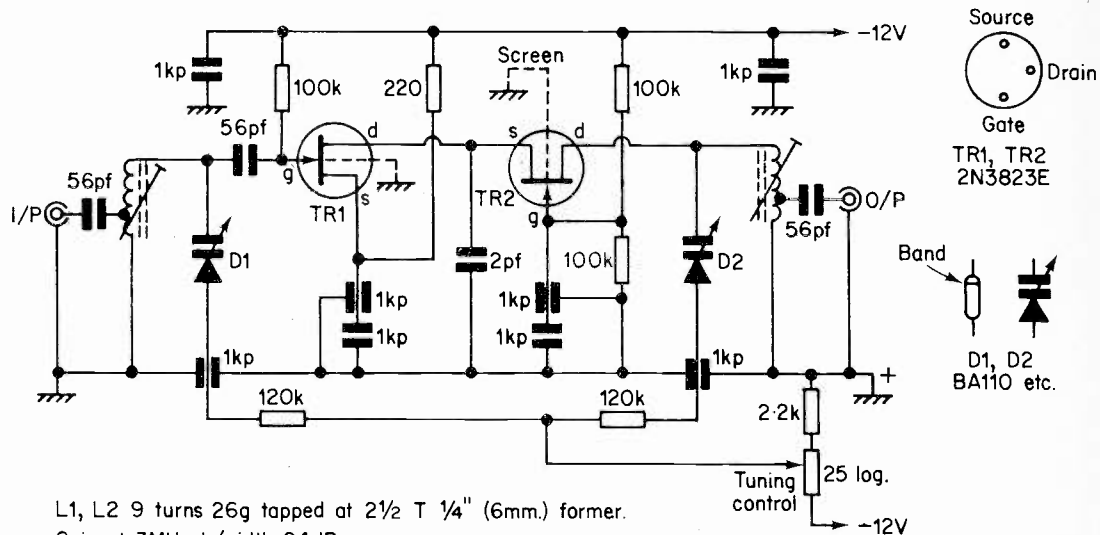 Source
Drain
Gate
TR1, TR2
2N3823E
-12V
1kp
100k
220
Screen
100k
1kp
56pf
56pf
I/P
g
d
s
TR1
s
d
TR2
g
D1
2pf
1kp
1kp
100k
1kp
1kp
D2
56pf
O/P
Band
D1, D2
BA110 etc.
1kp
1kp
+
120k
120k
2·2k
Tuning
control
25 log.
-12V
L1, L2 9 turns 26g tapped at 2½ T ¼" (6mm.) former.